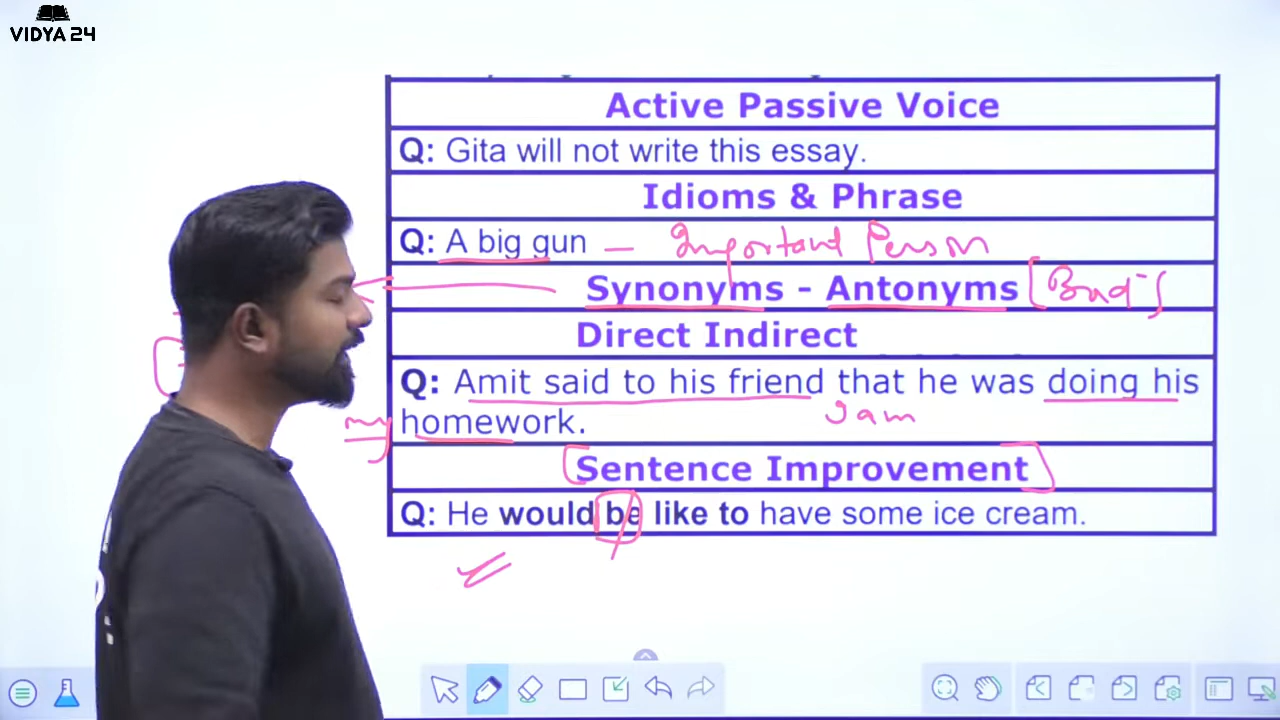 VIDYA 24
Active Passive Voice
Q: Gita will not write this essay.
Idioms & Phrase
Q: A big gun — Important Person
Synonyms - Antonyms
Direct Indirect
Q: Amit said to his friend that he was doing his
I am
my homework.
Sentence Improvement
Q: He would be like to have some ice cream.